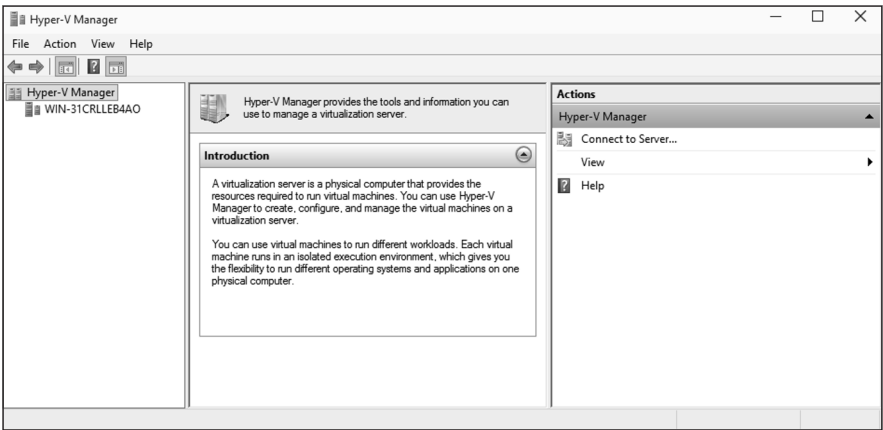 Hyper-V Manager
File Action View Help
Hyper-V Manager
WIN-31CRLLEB4AO
Hyper-V Manager provides the tools and information you can
use to manage a virtualization server.
Introduction
A virtualization server is a physical computer that provides the
resources required to run virtual machines. You can use Hyper-V
Manager to create, configure, and manage the virtual machines on a
virtualization server.
You can use virtual machines to run different workloads. Each virtual
machine runs in an isolated execution environment, which gives you
the flexibility to run different operating systems and applications on one
physical computer.
Actions
Hyper-V Manager
Connect to Server...
View
Help